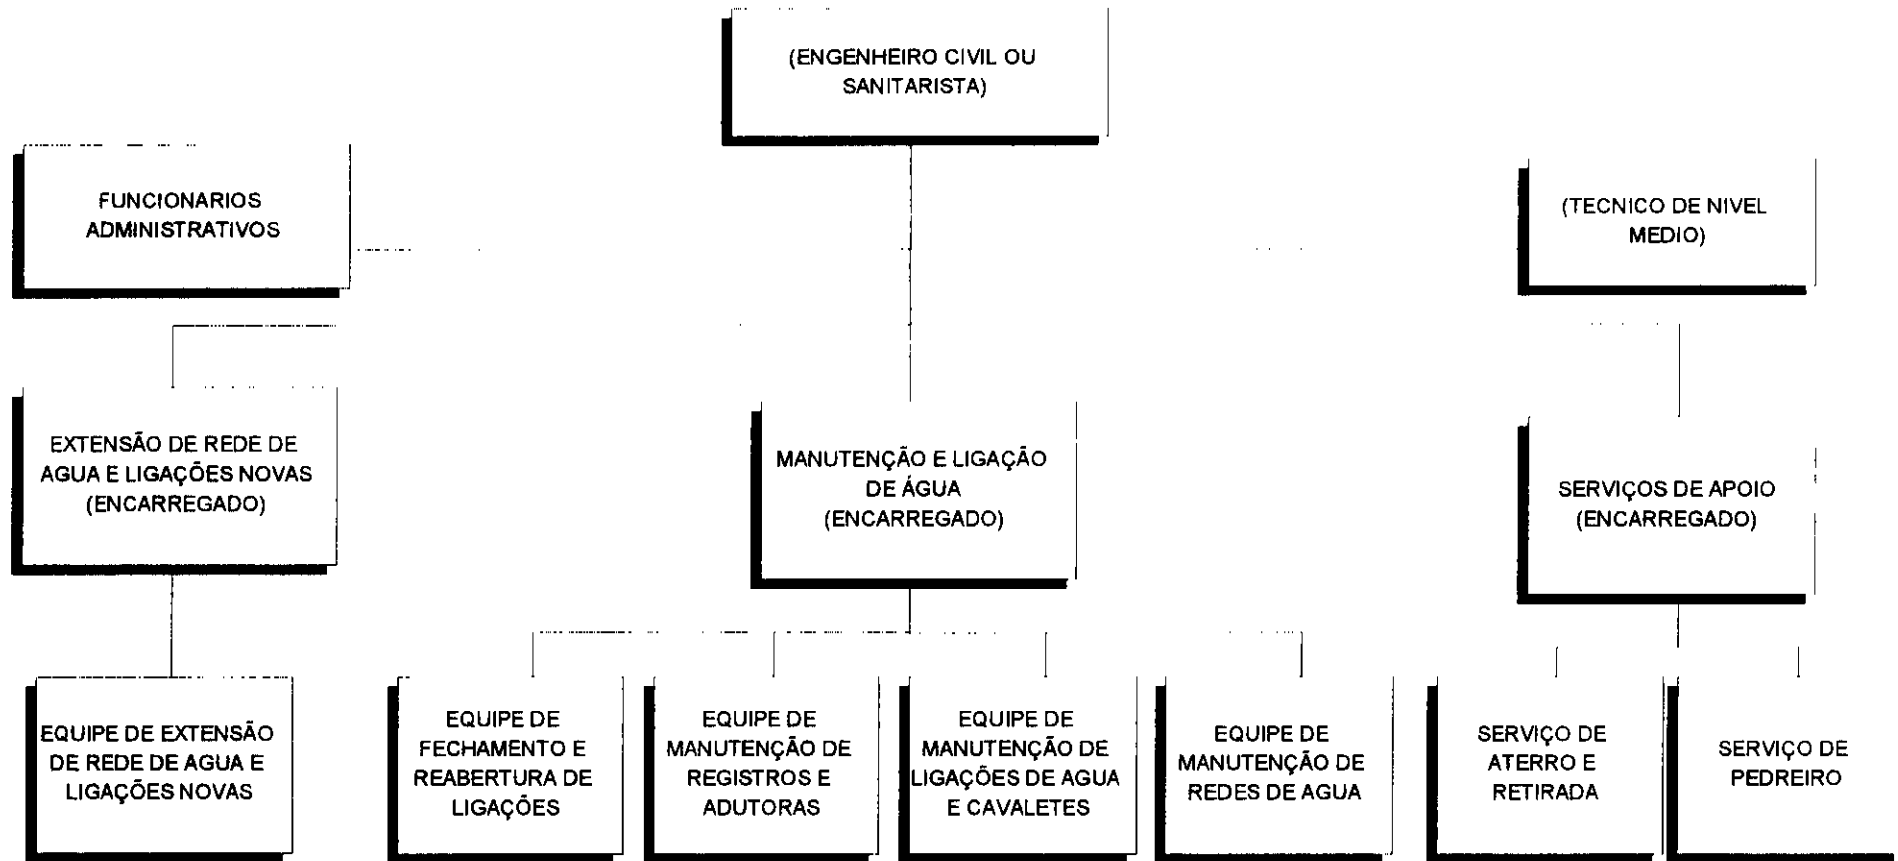 (ENGENHEIRO CIVIL OU
SANITARISTA)
FUNCIONARIOS
ADMINISTRATIVOS
(TECNICO DE NIVEL
MEDIO)
EXTENSÃO DE REDE DE
AGUA E LIGAÇÕES NOVAS
(ENCARREGADO)
MANUTENÇÃO E LIGAÇÃO
DE ÁGUA
(ENCARREGADO)
SERVIÇOS DE APOIO
(ENCARREGADO)
EQUIPE DE EXTENSÃO
DE REDE DE AGUA E
LIGAÇÕES NOVAS
EQUIPE DE
FECHAMENTO E
REABERTURA DE
LIGAÇÕES
EQUIPE DE
MANUTENÇÃO DE
REGISTROS E
ADUTORAS
EQUIPE DE
MANUTENÇÃO DE
LIGAÇÕES DE AGUA
E CAVALETES
EQUIPE DE
MANUTENÇÃO DE
REDES DE AGUA
SERVIÇO DE
ATERRO E
RETIRADA
SERVIÇO DE
PEDREIRO